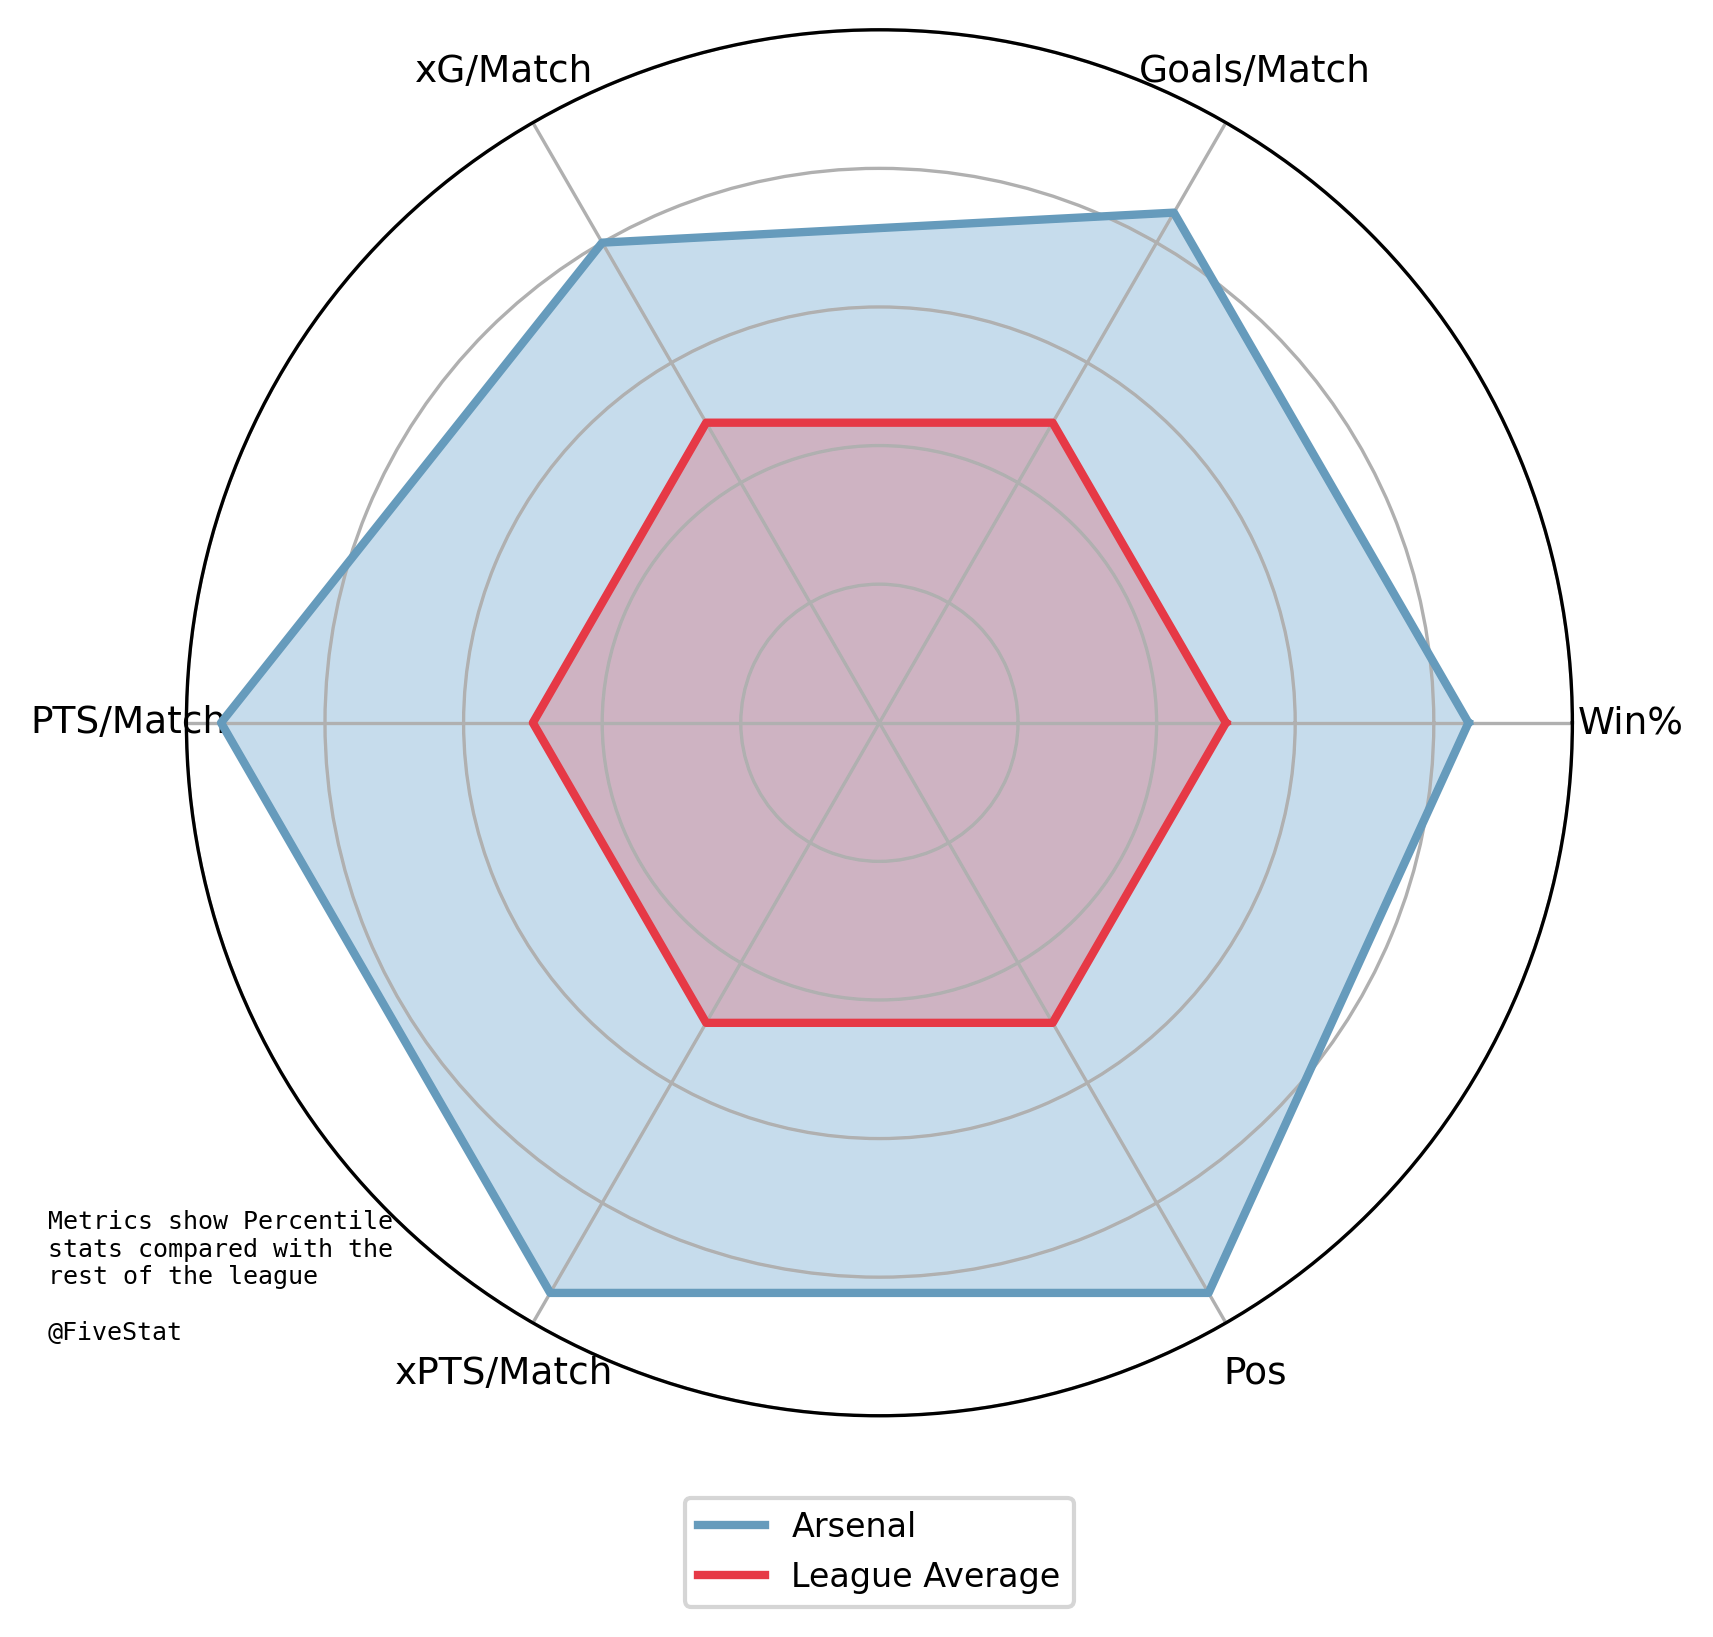 xG/Match
Goals/Match
PTS/Match
Win%
Metrics show Percentile
stats compared with the
rest of the league
@FiveStat
xPTS/Match
Pos
Arsenal
League Average